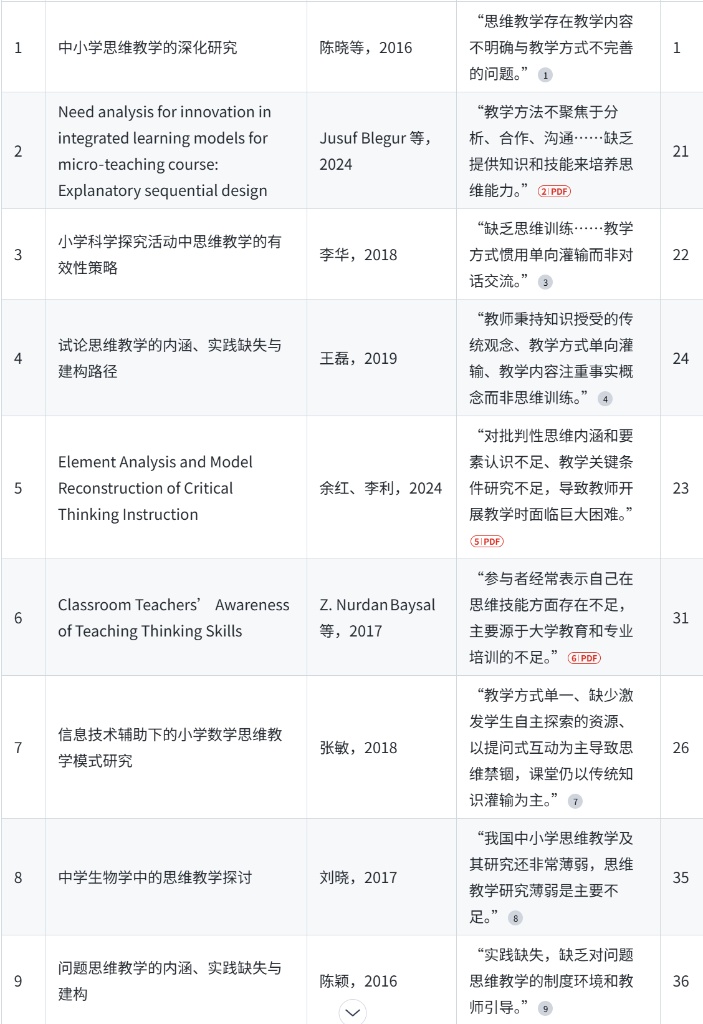 1
中小学思维教学的深化研究
陈晓等，2016
“思维教学存在教学内容
不明确与教学方式不完善
的问题。” 1
1
2
Need analysis for innovation in
integrated learning models for
micro-teaching course:
Explanatory sequential design
Jusuf Blegur 等，
2024
“教学方法不聚焦于分
析、合作、沟通……缺乏
提供知识和技能来培养思
维能力。” 2|PDF
21
3
小学科学探究活动中思维教学的有
效性策略
李华，2018
“缺乏思维训练……教学
方式惯用单向灌输而非对
话交流。” 3
22
4
试论思维教学的内涵、实践缺失与
建构路径
王磊，2019
“教师秉持知识授受的传
统观念、教学方式单向灌
输、教学内容注重事实概
念而非思维训练。” 4
24
5
Element Analysis and Model
Reconstruction of Critical
Thinking Instruction
余红、李利，2024
“对批判性思维内涵和要
素认识不足、教学关键条
件研究不足，导致教师开
展教学时面临巨大困难。”
5|PDF
23
6
Classroom Teachers’ Awareness
of Teaching Thinking Skills
Z. Nurdan Baysal
等，2017
“参与者经常表示自己在
思维技能方面存在不足，
主要源于大学教育和专业
培训的不足。” 6|PDF
31
7
信息技术辅助下的小学数学思维教
学模式研究
张敏，2018
“教学方式单一、缺少激
发学生自主探索的资源、
以提问式互动为主导致思
维禁锢，课堂仍以传统知
识灌输为主。” 7
26
8
中学生物学中的思维教学探讨
刘晓，2017
“我国中小学思维教学及
其研究还非常薄弱，思维
教学研究薄弱是主要不
足。” 8
35
9
问题思维教学的内涵、实践缺失与
建构
陈颖，2016
“实践缺失，缺乏对问题
思维教学的制度环境和教
师引导。” 9
36